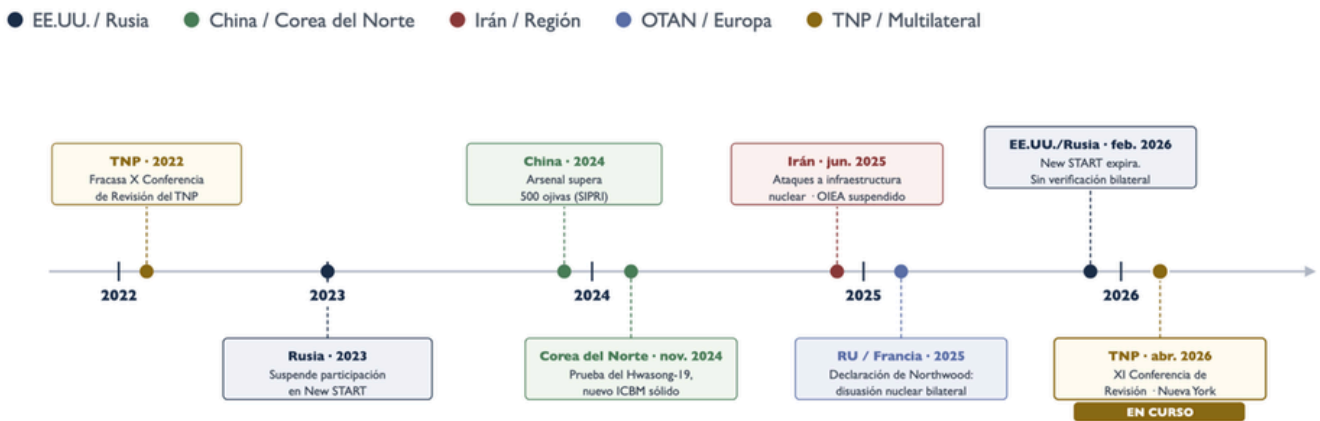 EE.UU. / Rusia
China / Corea del Norte
Irán / Región
OTAN / Europa
TNP / Multilateral
TNP · 2022
Fracasa X Conferencia
de Revisión del TNP
China · 2024
Arsenal supera
500 ojivas (SIPRI)
Irán · jun. 2025
Ataques a infraestructura
nuclear · OIEA suspendido
EE.UU./Rusia · feb. 2026
New START expira.
Sin verificación bilateral
2022
2023
2024
2025
2026
Rusia · 2023
Suspende participación
en New START
Corea del Norte · nov. 2024
Prueba del Hwasong-19,
nuevo ICBM sólido
RU / Francia · 2025
Declaración de Northwood:
disuasión nuclear bilateral
TNP · abr. 2026
XI Conferencia de
Revisión · Nueva York
EN CURSO